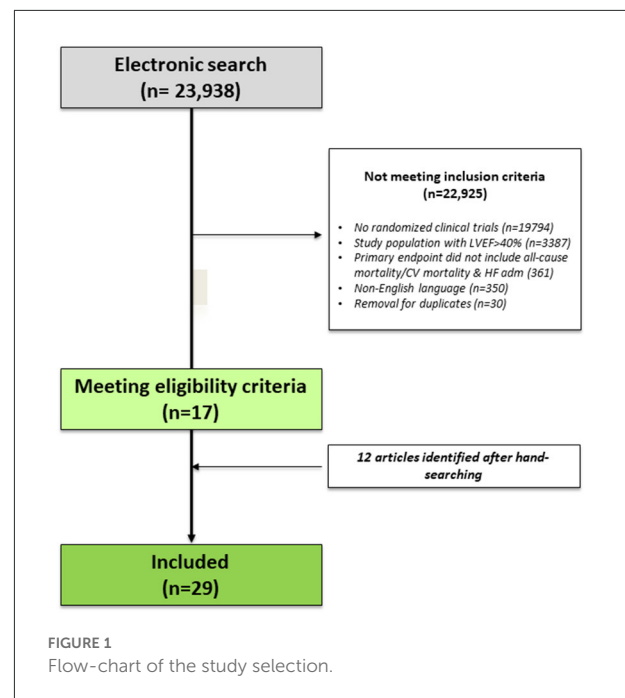 Electronic search
(n= 23,938)
Not meeting inclusion criteria
(n=22,925)
• No randomized clinical trials (n=19794)
• Study population with LVEF>40% (n=3387)
• Primary endpoint did not include all-cause
mortality/CV mortality & HF adm (361)
• Non-English language (n=350)
• Removal for duplicates (n=30)
Meeting eligibility criteria
(n=17)
12 articles identified after hand-
searching
Included
(n=29)
FIGURE 1
Flow-chart of the study selection.